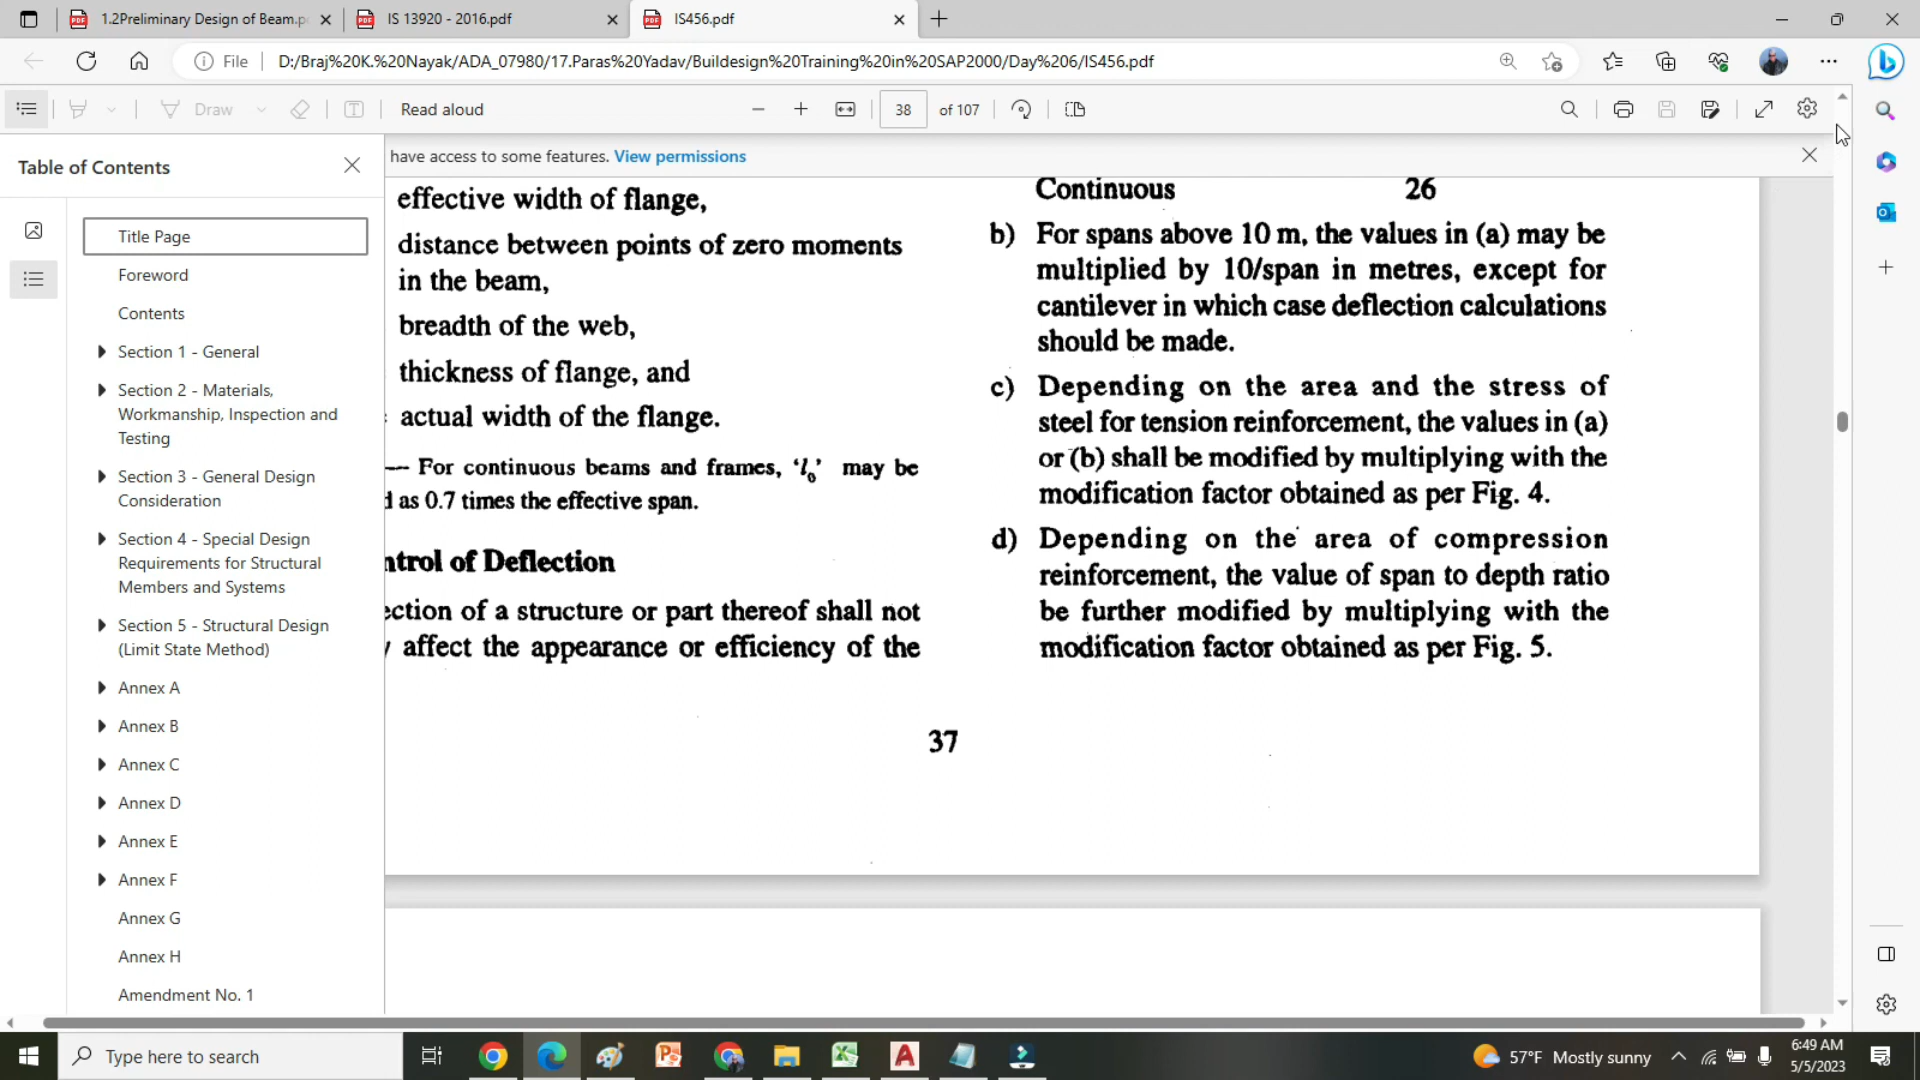 1.2Preliminary Design of Beam.p
IS 13920 - 2016.pdf
IS456.pdf
File
D:/Braj%20K.%20Nayak/ADA_07980/17.Paras%20Yadav/Buildesign%20Training%20in%20SAP2000/Day%206/IS456.pdf
Draw
Read aloud
38
of 107
Table of Contents
Title Page
Foreword
Contents
Section 1 - General
Section 2 - Materials,
Workmanship, Inspection and
Testing
Section 3 - General Design
Consideration
Section 4 - Special Design
Requirements for Structural
Members and Systems
Section 5 - Structural Design
(Limit State Method)
Annex A
Annex B
Annex C
Annex D
Annex E
Annex F
Annex G
Annex H
Amendment No. 1
have access to some features. View permissions
effective width of flange,
distance between points of zero moments
in the beam,
breadth of the web,
thickness of flange, and
actual width of the flange.
— For continuous beams and frames, ‘l₀’ may be
d as 0.7 times the effective span.
ntrol of Deflection
ection of a structure or part thereof shall not
y affect the appearance or efficiency of the
Continuous 26
b) For spans above 10 m, the values in (a) may be
multiplied by 10/span in metres, except for
cantilever in which case deflection calculations
should be made.
c) Depending on the area and the stress of
steel for tension reinforcement, the values in (a)
or (b) shall be modified by multiplying with the
modification factor obtained as per Fig. 4.
d) Depending on the area of compression
reinforcement, the value of span to depth ratio
be further modified by multiplying with the
modification factor obtained as per Fig. 5.
37
Type here to search
57°F Mostly sunny
6:49 AM
5/5/2023